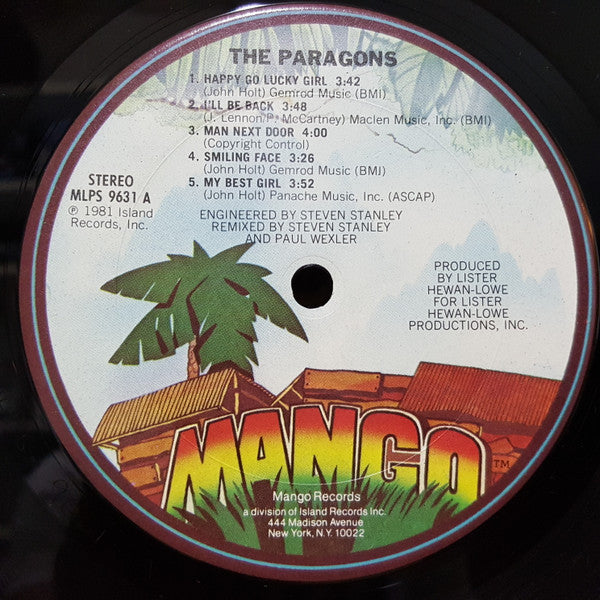 THE PARAGONS
1. HAPPY GO LUCKY GIRL 3:42
(John Holt) Gemrod Music (BMI)
2. I'LL BE BACK 3:48
(J. Lennon/P. McCartney) Maclen Music, Inc. (BMI)
3. MAN NEXT DOOR 4:00
(Copyright Control)
4. SMILING FACE 3:26
(John Holt) Gemrod Music (BMI)
5. MY BEST GIRL 3:52
(John Holt) Panache Music, Inc. (ASCAP)
STEREO
MLPS 9631 A
℗ 1981 Island
Records, Inc.
ENGINEERED BY STEVEN STANLEY
REMIXED BY STEVEN STANLEY
AND PAUL WEXLER
PRODUCED
BY LISTER
HEWAN-LOWE
FOR LISTER
HEWAN-LOWE
PRODUCTIONS, INC.
MANGO TM
Mango Records
a division of Island Records Inc.
444 Madison Avenue
New York, N.Y. 10022